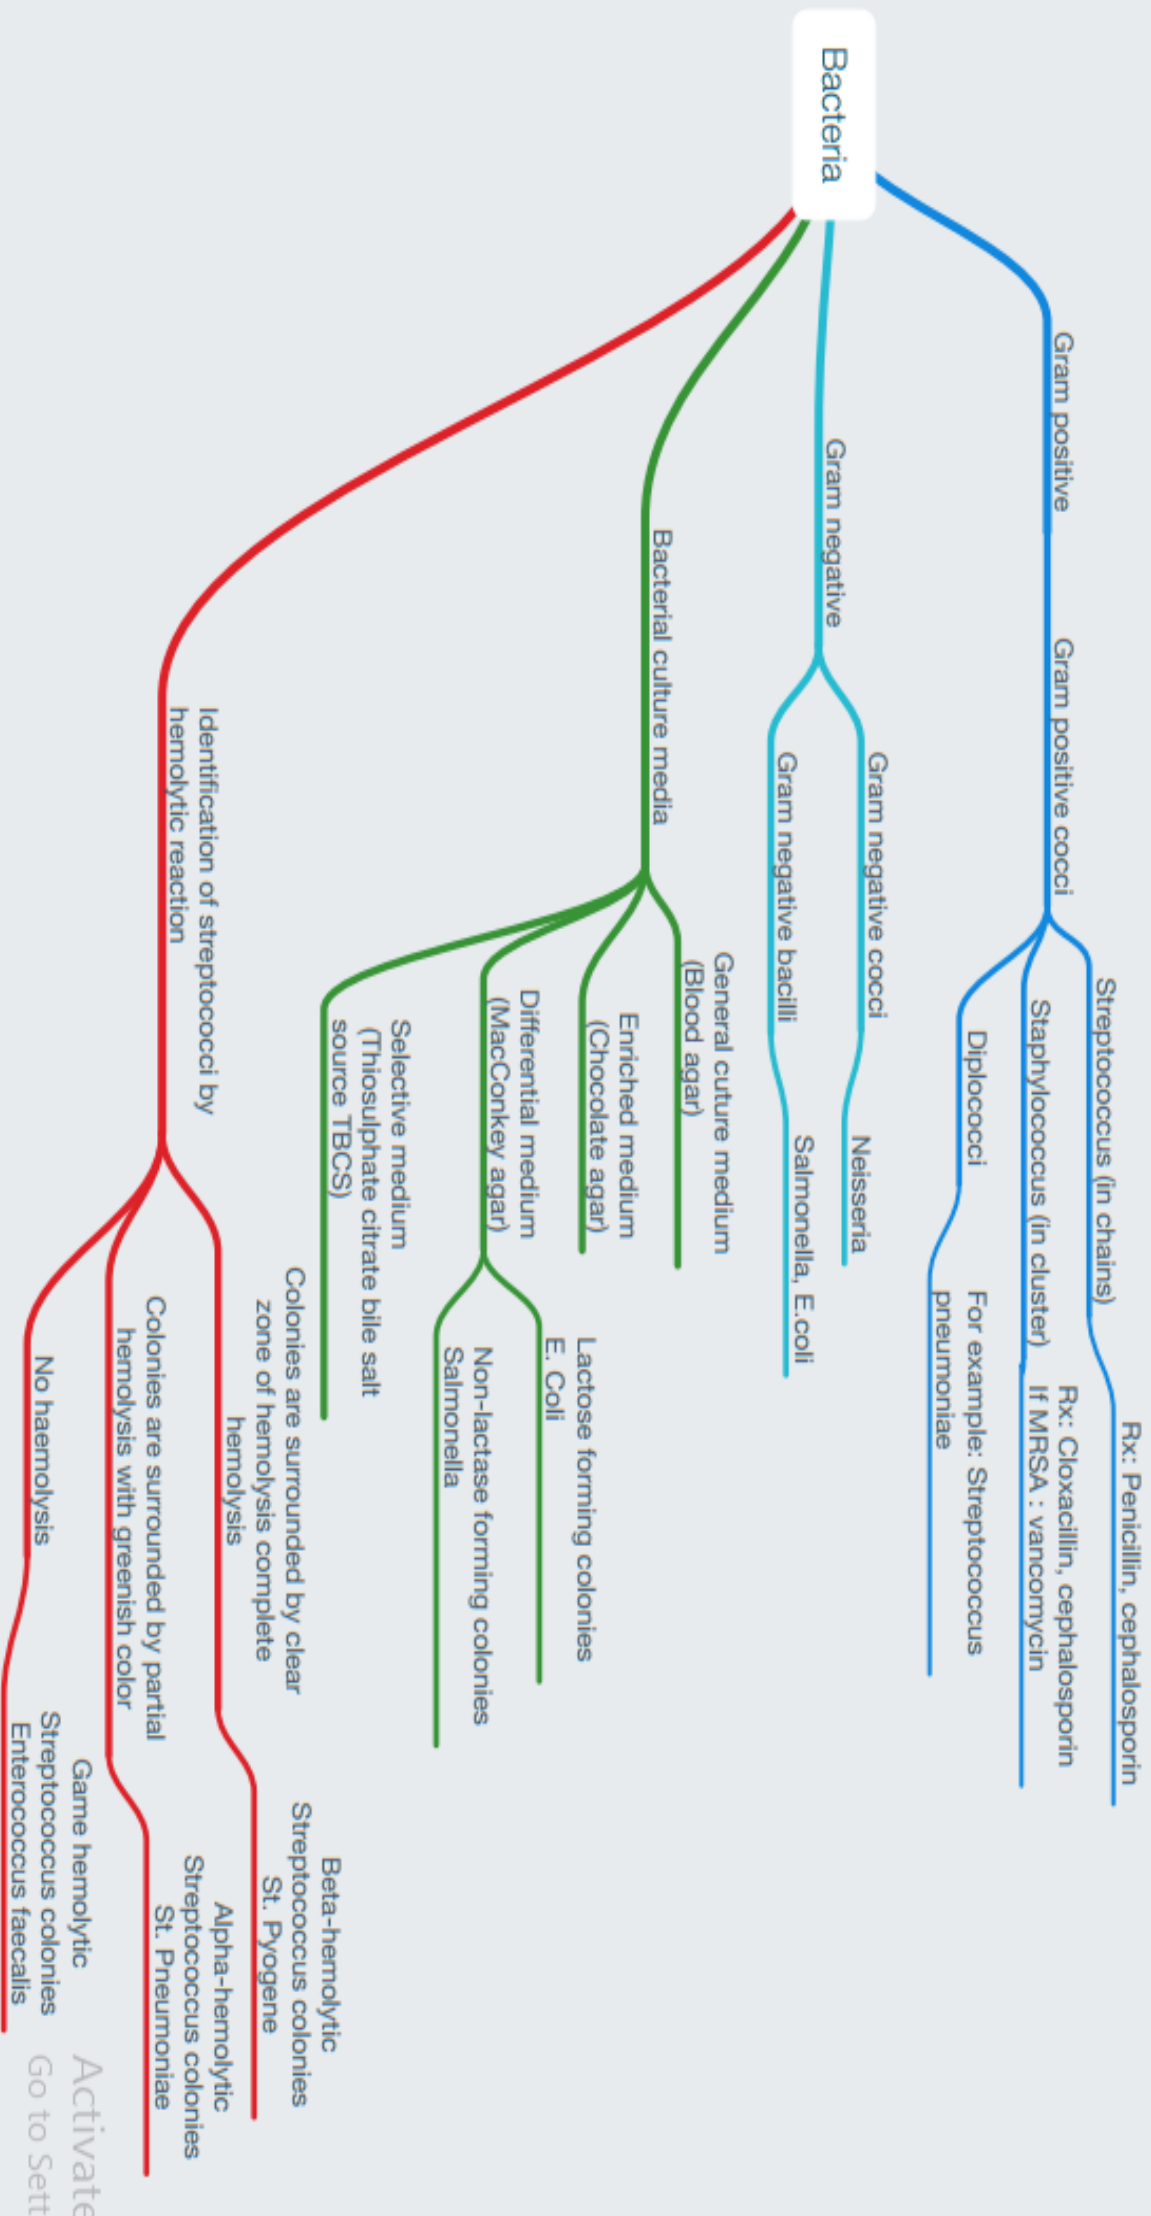 Bacteria
Gram positive
Gram positive cocci
Streptococcus (in chains)
Rx: Penicillin, cephalosporin
Staphylococcus (in cluster)
Rx: Cloxacillin, cephalosporin
If MRSA : vancomycin
Diplococci
For example: Streptococcus
pneumoniae
Gram negative
Gram negative cocci
Neisseria
Gram negative bacilli
Salmonella, E.coli
Bacterial culture media
General cuture medium
(Blood agar)
Enriched medium
(Chocolate agar)
Differential medium
(MacConkey agar)
Lactose forming colonies
E. Coli
Non-lactase forming colonies
Salmonella
Selective medium
(Thiosulphate citrate bile salt
source TBCS)
Identification of streptococci by
hemolytic reaction
Colonies are surrounded by clear
zone of hemolysis complete
hemolysis
Beta-hemolytic
Streptococcus colonies
St. Pyogene
Colonies are surrounded by partial
hemolysis with greenish color
Alpha-hemolytic
Streptococcus colonies
St. Pneumoniae
No haemolysis
Game hemolytic
Streptococcus colonies
Enterococcus faecalis
Activate
Go to Sett